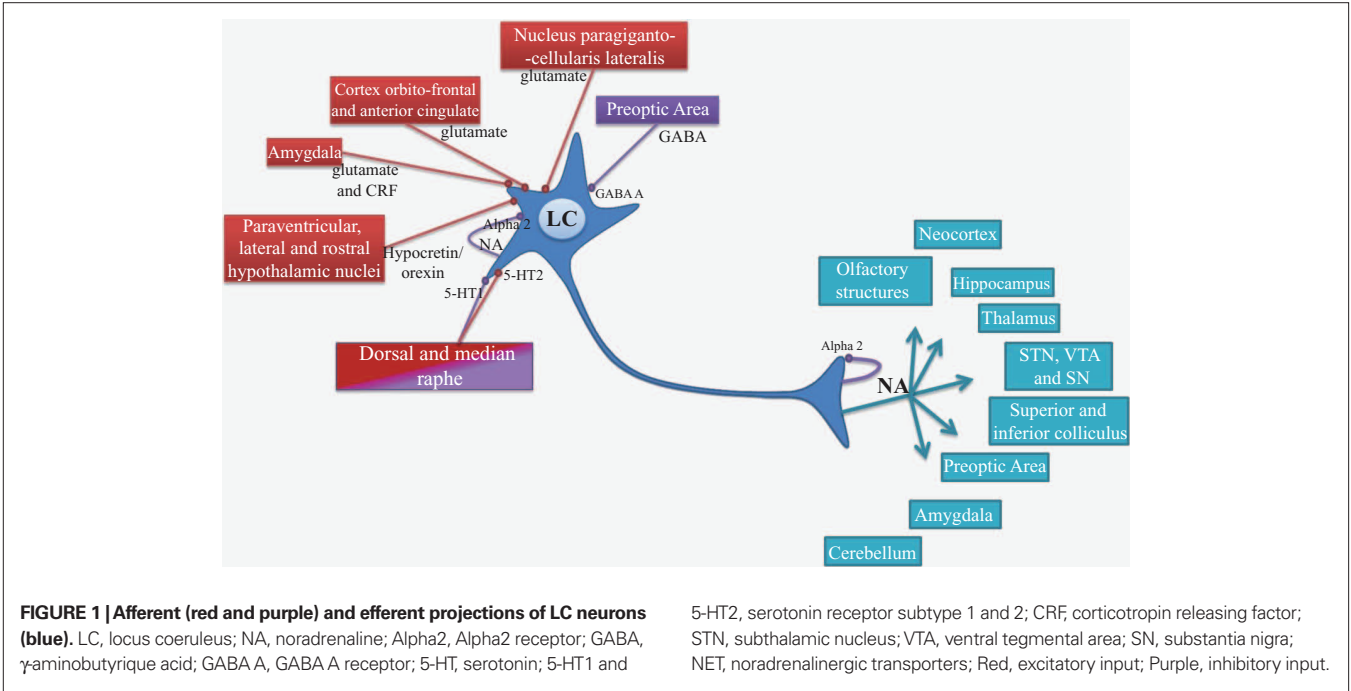 Nucleus paragiganto-
-cellularis lateralis
glutamate
Cortex orbito-frontal
and anterior cingulate
glutamate
Preoptic Area
GABA
Amygdala
glutamate
and CRF
GABA A
LC
Paraventricular,
lateral and rostral
hypothalamic nuclei
Alpha 2
NA
Hypocretin/
orexin
5-HT2
5-HT1
Dorsal and median
raphe
Neocortex
Olfactory
structures
Hippocampus
Thalamus
Alpha 2
NA
STN, VTA
and SN
Superior and
inferior colliculus
Preoptic Area
Amygdala
Cerebellum
FIGURE 1 | Afferent (red and purple) and efferent projections of LC neurons
(blue). LC, locus coeruleus; NA, noradrenaline; Alpha2, Alpha2 receptor; GABA,
γ-aminobutyrique acid; GABA A, GABA A receptor; 5-HT, serotonin; 5-HT1 and
5-HT2, serotonin receptor subtype 1 and 2; CRF, corticotropin releasing factor;
STN, subthalamic nucleus; VTA, ventral tegmental area; SN, substantia nigra;
NET, noradrenalinergic transporters; Red, excitatory input; Purple, inhibitory input.